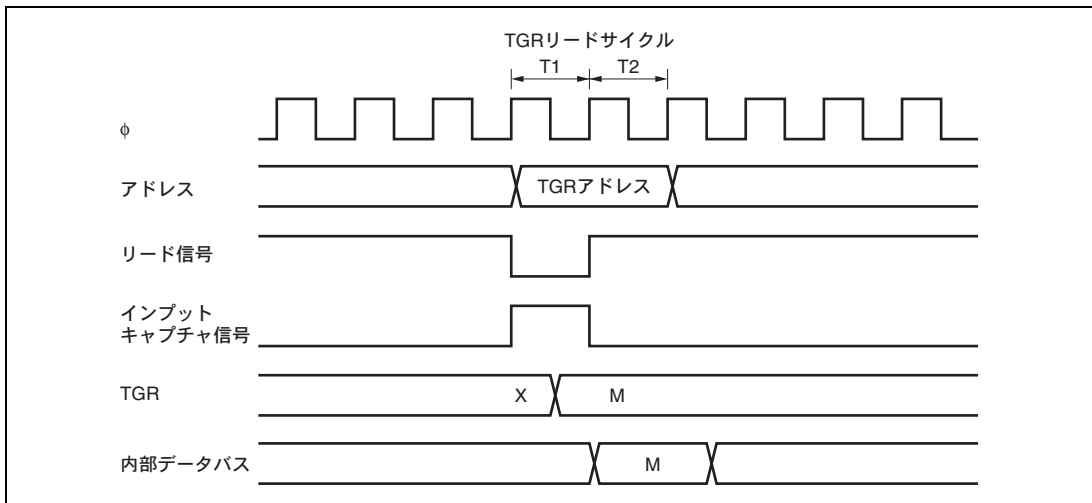 TGRリードサイクル
T1 T2
φ
アドレス TGRアドレス
リード信号
インプット
キャプチャ信号
TGR X M
内部データバス M